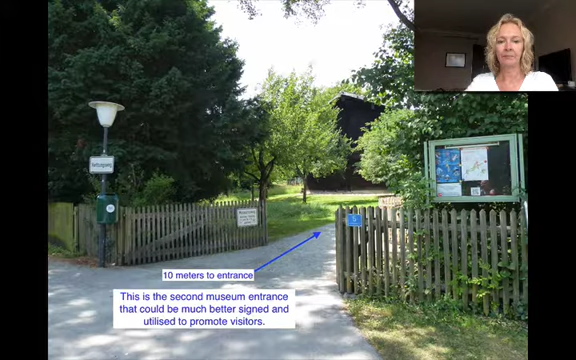 10 meters to entrance
This is the second museum entrance
that could be much better signed and
utilised to promote visitors.